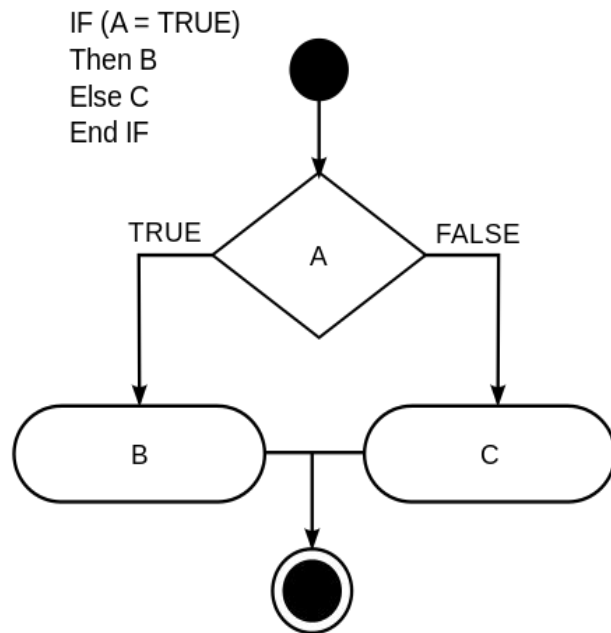 IF (A = TRUE)
Then B
Else C
End IF
TRUE
FALSE
A
B
C